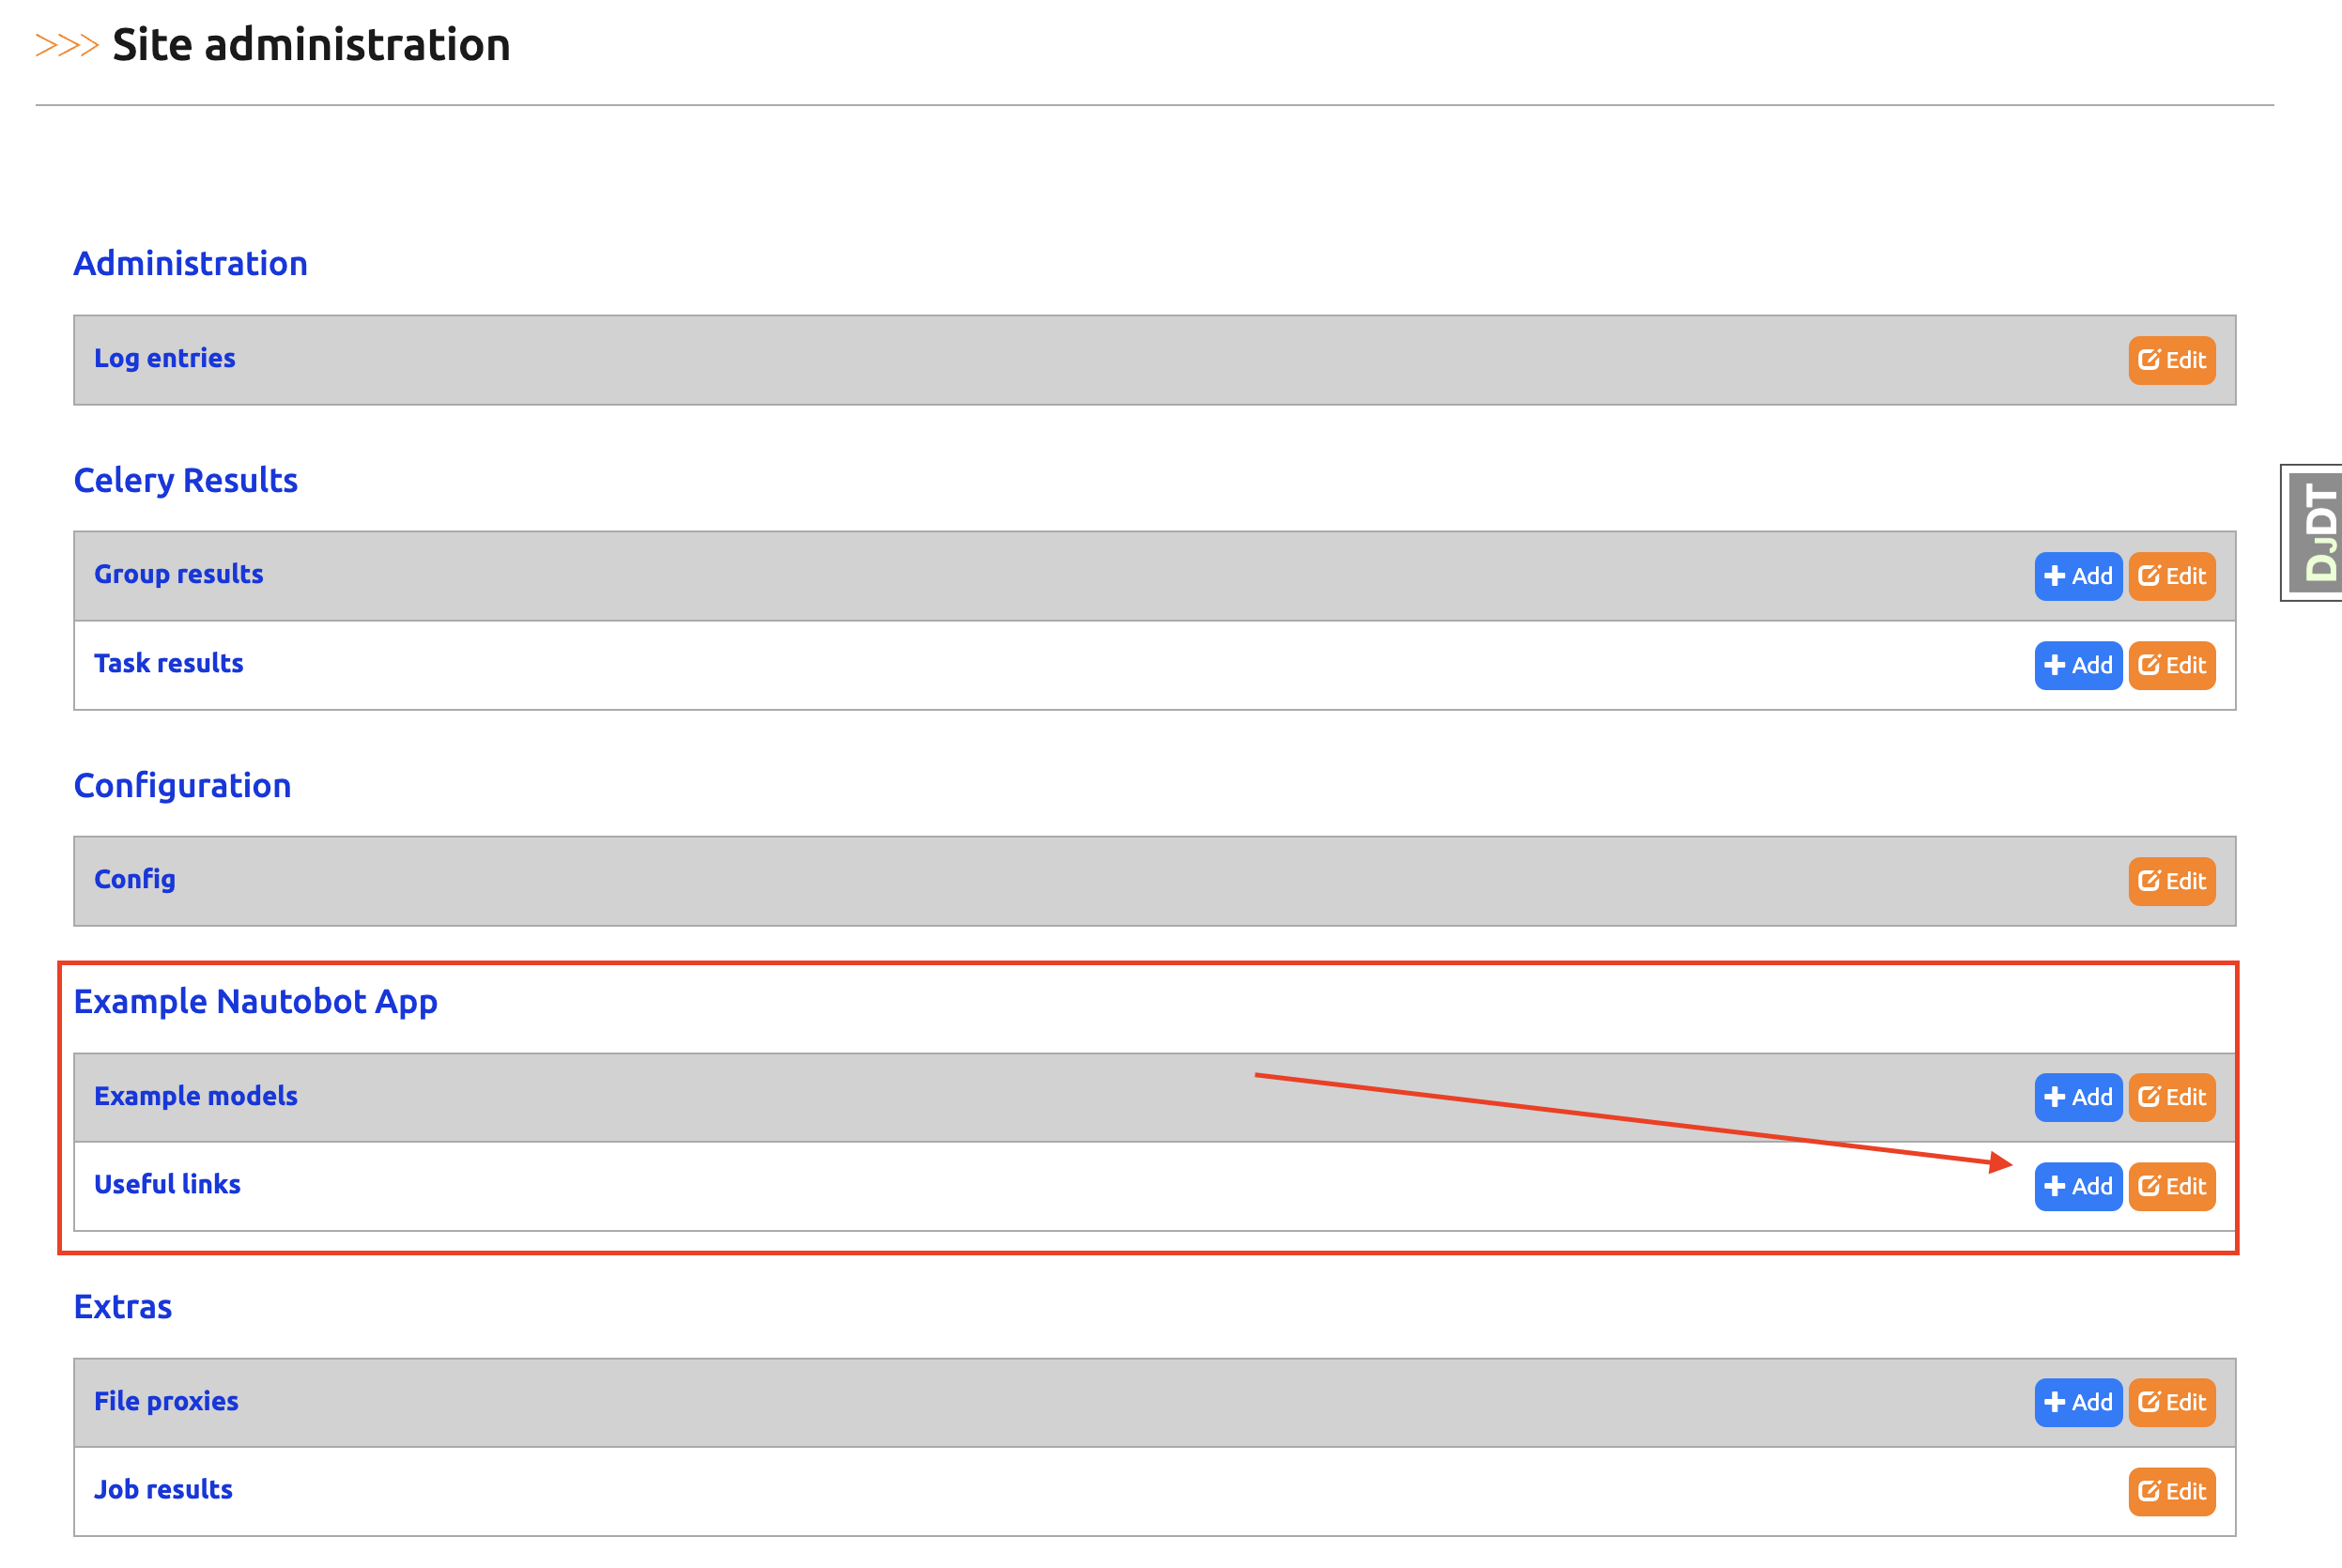 >>> Site administration
Administration
Log entries Edit
Celery Results
Group results Add Edit
Task results Add Edit
Configuration
Config Edit
Example Nautobot App
Example models Add Edit
Useful links Add Edit
Extras
File proxies Add Edit
Job results Edit
DJDT